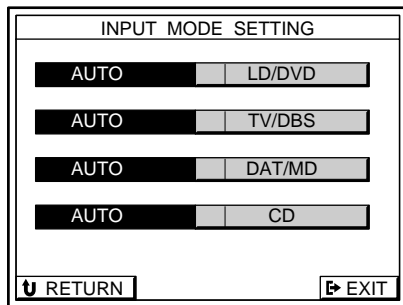 INPUT MODE SETTING
AUTO LD/DVD
AUTO TV/DBS
AUTO DAT/MD
AUTO CD
RETURN EXIT